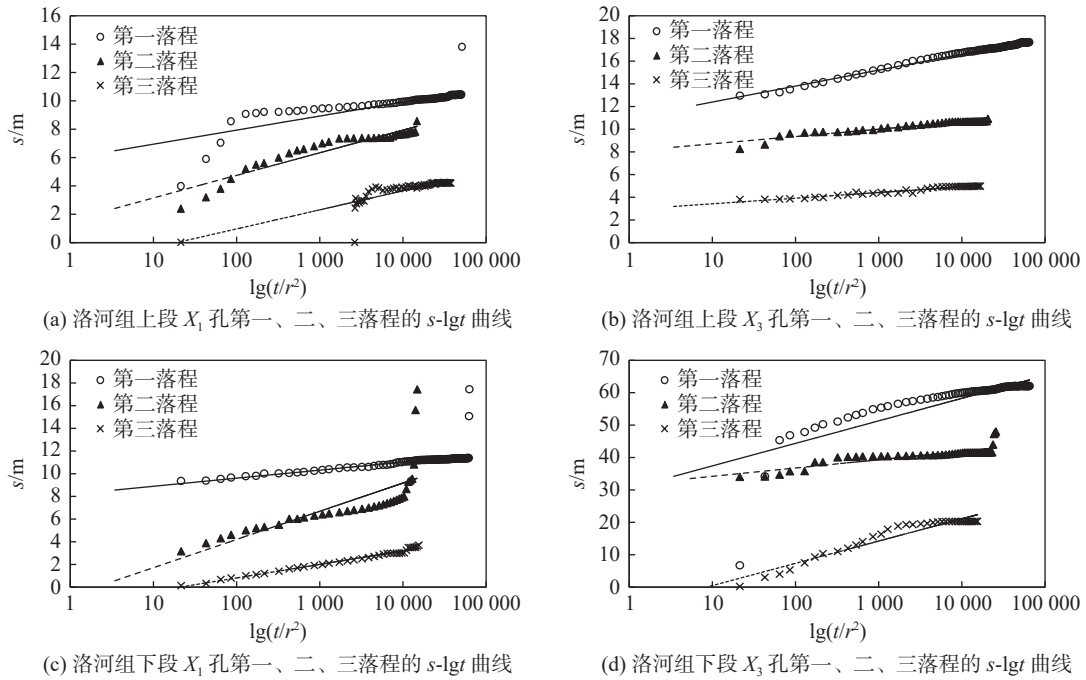 16
14
12
10
8
6
4
2
0
s/m
○ 第一落程
▲ 第二落程
× 第三落程
1 10 100 1 000 10 000 100 000
lg(t/r²)
(a) 洛河组上段 X₁ 孔第一、二、三落程的 s-lgt 曲线
20
18
16
14
12
10
8
6
4
2
0
s/m
○ 第一落程
▲ 第二落程
× 第三落程
1 10 100 1 000 10 000 100 000
lg(t/r²)
(b) 洛河组上段 X₃ 孔第一、二、三落程的 s-lgt 曲线
20
18
16
14
12
10
8
6
4
2
0
s/m
○ 第一落程
▲ 第二落程
× 第三落程
1 10 100 1 000 10 000 100 000
lg(t/r²)
(c) 洛河组下段 X₁ 孔第一、二、三落程的 s-lgt 曲线
70
60
50
40
30
20
10
0
s/m
○ 第一落程
▲ 第二落程
× 第三落程
1 10 100 1 000 10 000 100 000
lg(t/r²)
(d) 洛河组下段 X₃ 孔第一、二、三落程的 s-lgt 曲线